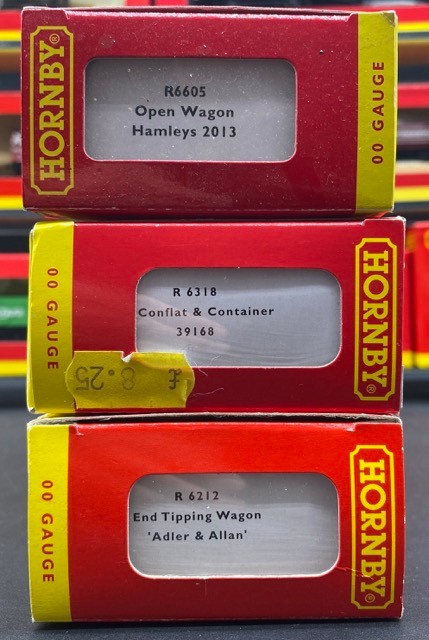 HORNBY®
R6605
Open Wagon
Hamleys 2013
00 GAUGE
00 GAUGE
R 6318
Conflat & Container
39168
HORNBY®
£8.25
00 GAUGE
R 6212
End Tipping Wagon
'Adler & Allan'
HORNBY®